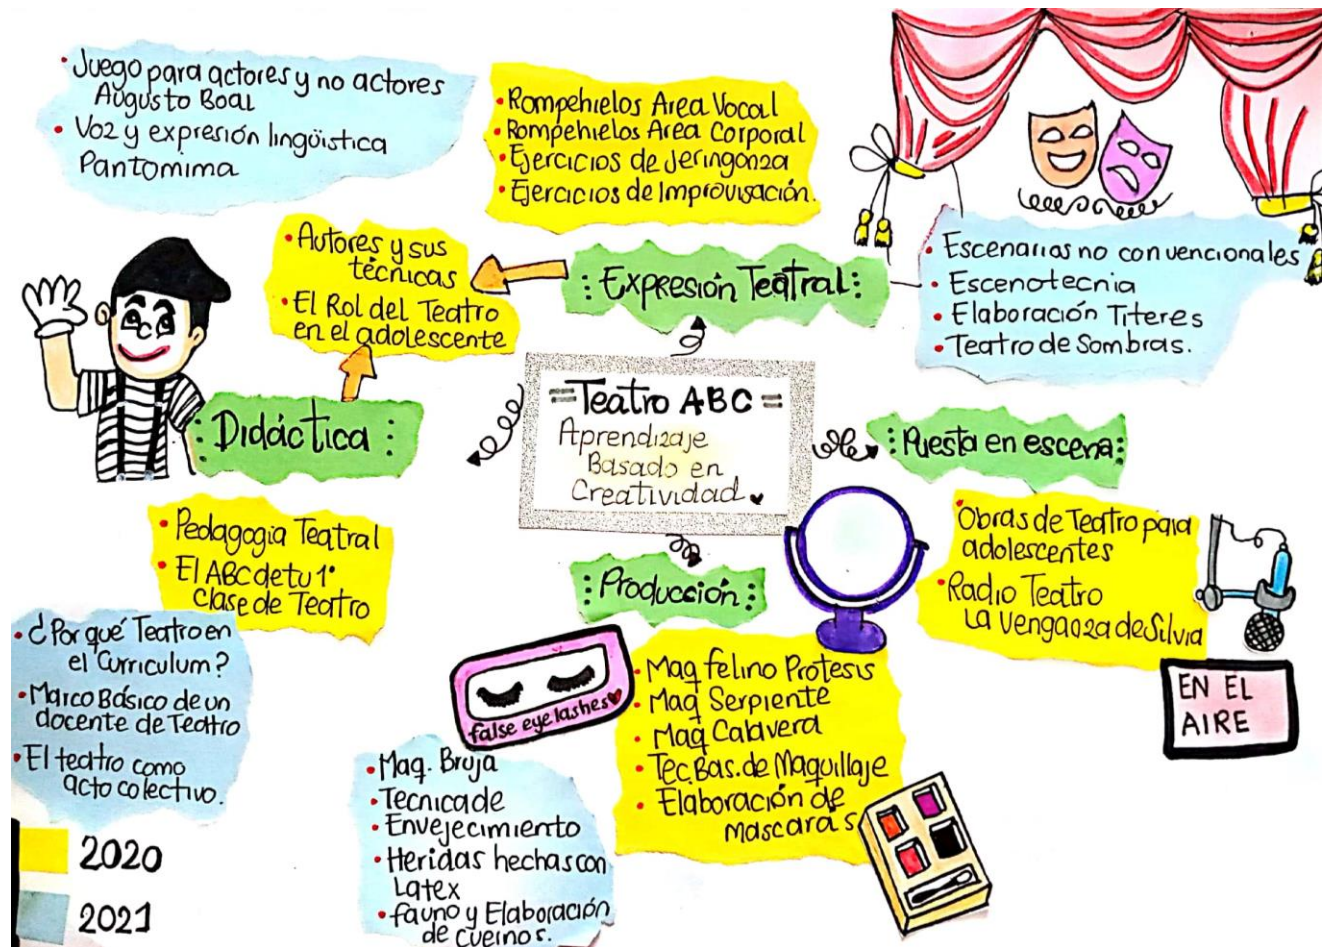 • Juego para actores y no actores
Augusto Boal
• Voz y expresión lingüistica
Pantomima
• Rompehielos Area Vocal
• Rompehielos Area Corporal
• Ejercicios de Jeringonza
• Ejercicios de Improvisación.
• Autores y sus
técnicas
• El Rol del Teatro
en el adolescente
: Expresión Teatral :
• Escenarios no convencionales
• Escenotecnia
• Elaboración Titeres
• Teatro de Sombras.
: Didáctica :
= Teatro ABC =
Aprendizaje
Basado en
Creatividad
: Puesta en escena :
• Pedagogia Teatral
• El ABC de tu 1°
clase de Teatro
• ¿Por qué Teatro en
el Curriculum?
• Marco Básico de un
docente de Teatro
• El teatro como
acto colectivo.
: Producción :
• Obras de Teatro para
adolescentes
• Radio Teatro
La Venganza de Silvia
EN EL
AIRE
false eye lashes
• Maq felino Protesis
• Maq Serpiente
• Maq Calavera
• Tec. Bas. de Maquillaje
• Elaboración de
mascaras
• Maq. Bruja
• Tecnica de
• Envejecimiento
• Heridas hechas con
Latex
• fauno y Elaboración
de cuernos.
2020
2021